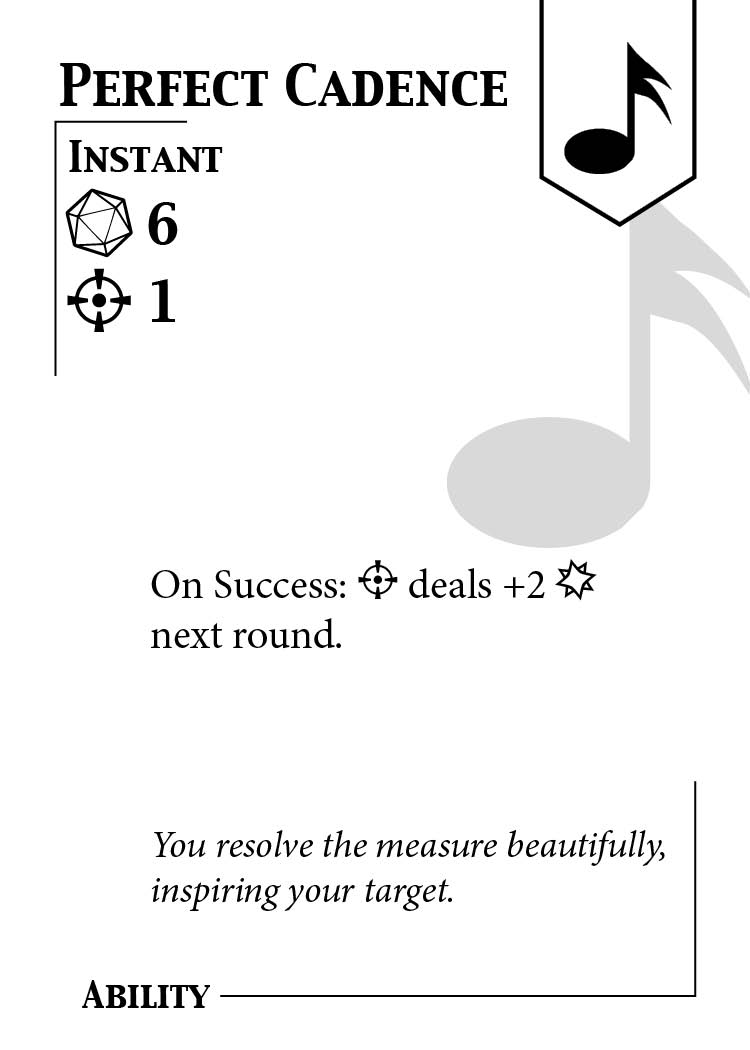 Perfect Cadence
Instant
6
1
On Success: deals +2
next round.
You resolve the measure beautifully,
inspiring your target.
Ability